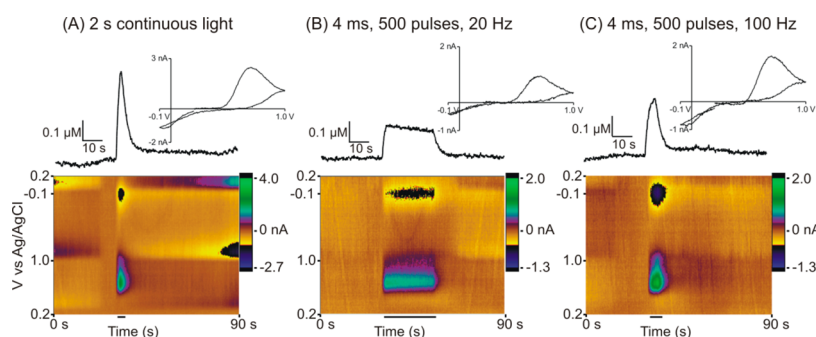 (A) 2 s continuous light
(B) 4 ms, 500 pulses, 20 Hz
(C) 4 ms, 500 pulses, 100 Hz
3 nA
-0.1 V
1.0 V
-2 nA
0.1 μM
10 s
2 nA
-0.1 V
1.0 V
-1 nA
0.1 μM
10 s
2 nA
-0.1 V
1.0 V
-1 nA
0.1 μM
10 s
V vs Ag/AgCl
0.2
-0.1
1.0
0.2
4.0
0 nA
-2.7
0 s
Time (s)
90 s
0.2
-0.1
1.0
0.2
2.0
0 nA
-1.3
0 s
Time (s)
90 s
0.2
-0.1
1.0
0.2
2.0
0 nA
-1.3
0 s
Time (s)
90 s